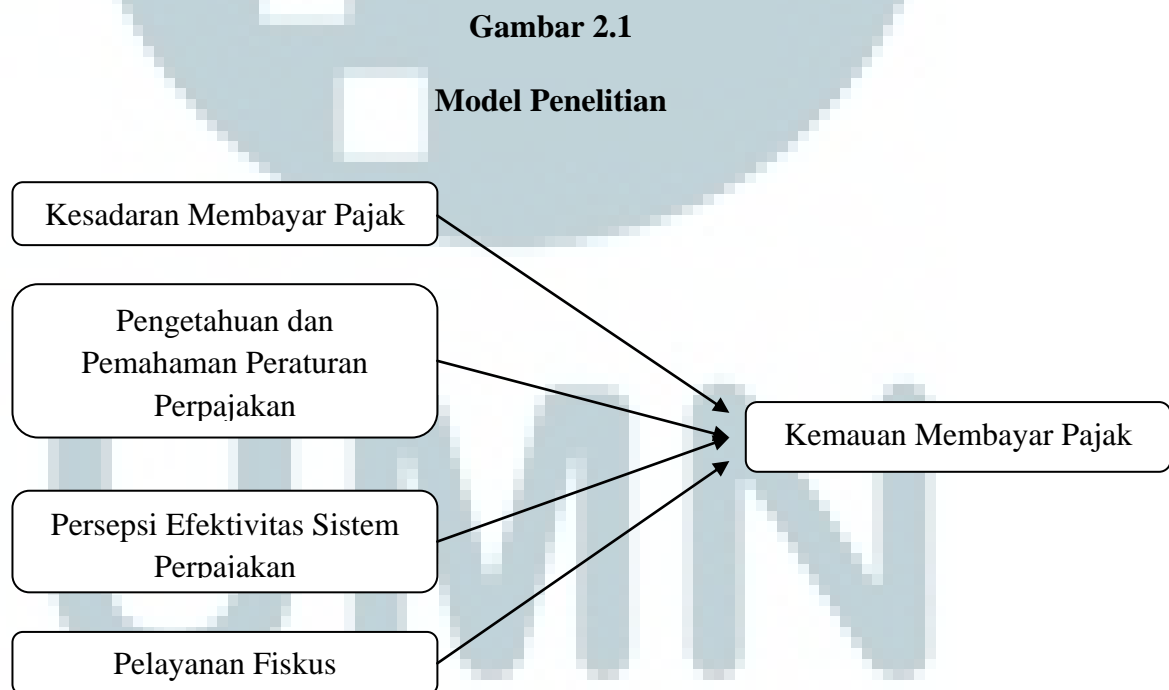 Gambar 2.1
Model Penelitian
Kesadaran Membayar Pajak
Pengetahuan dan
Pemahaman Peraturan
Perpajakan
Persepsi Efektivitas Sistem
Perpajakan
Pelayanan Fiskus
Kemauan Membayar Pajak
UMN